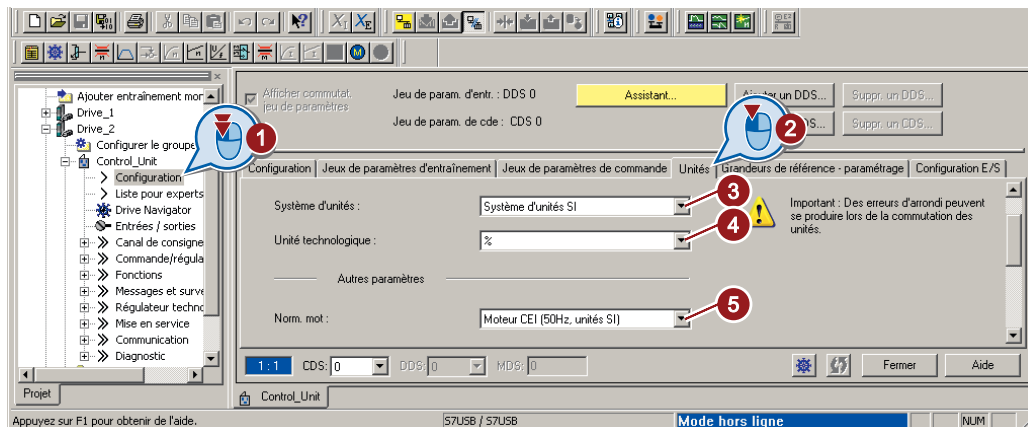 Ajouter entraînement mor
Drive_1
Drive_2
Configurer le groupe
Control_Unit
Configuration
Liste pour experts
Drive Navigator
Entrées / sorties
Canal de consigne
Commande/régula
Fonctions
Messages et surve
Régulateur techno
Mise en service
Communication
Diagnostic
Projet
1
Afficher commutat.
jeu de paramètres
Jeu de param. d'entr. : DDS 0
Assistant...
Ajouter un DDS...
Suppr. un DDS...
Jeu de param. de cde : CDS 0
DS...
Suppr. un CDS...
2
Configuration
Jeux de paramètres d'entraînement
Jeux de paramètres de commande
Unités
Grandeurs de référence - paramétrage
Configuration E/S
Système d'unités :
Système d'unités SI
3
Important : Des erreurs d'arrondi peuvent
se produire lors de la commutation des
unités.
Unité technologique :
%
4
Autres paramètres
Norm. mot :
Moteur CEI (50Hz, unités SI)
5
1 : 1
CDS: 0
DDS: 0
MDS: 0
Fermer
Aide
Control_Unit
Appuyez sur F1 pour obtenir de l'aide.
S7USB / S7USB
Mode hors ligne
NUM